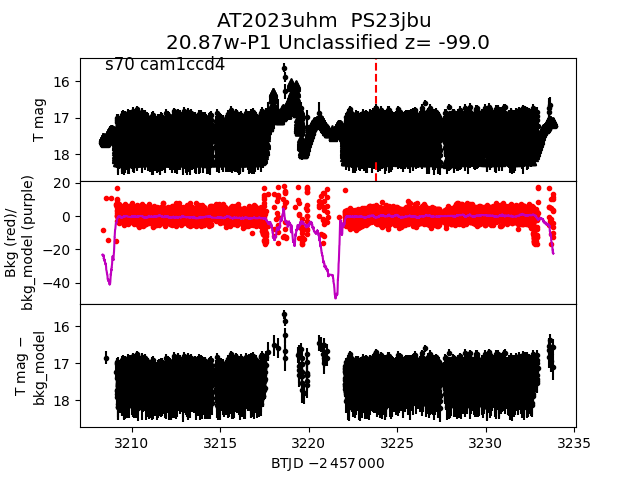 AT2023uhm  PS23jbu
20.87w-P1 Unclassified z= -99.0
s70 cam1ccd4
T mag
16
17
18
Bkg (red)/
bkg_model (purple)
20
0
−20
−40
T mag −
bkg_model
16
17
18
3210 3215 3220 3225 3230 3235
BTJD −2 457 000